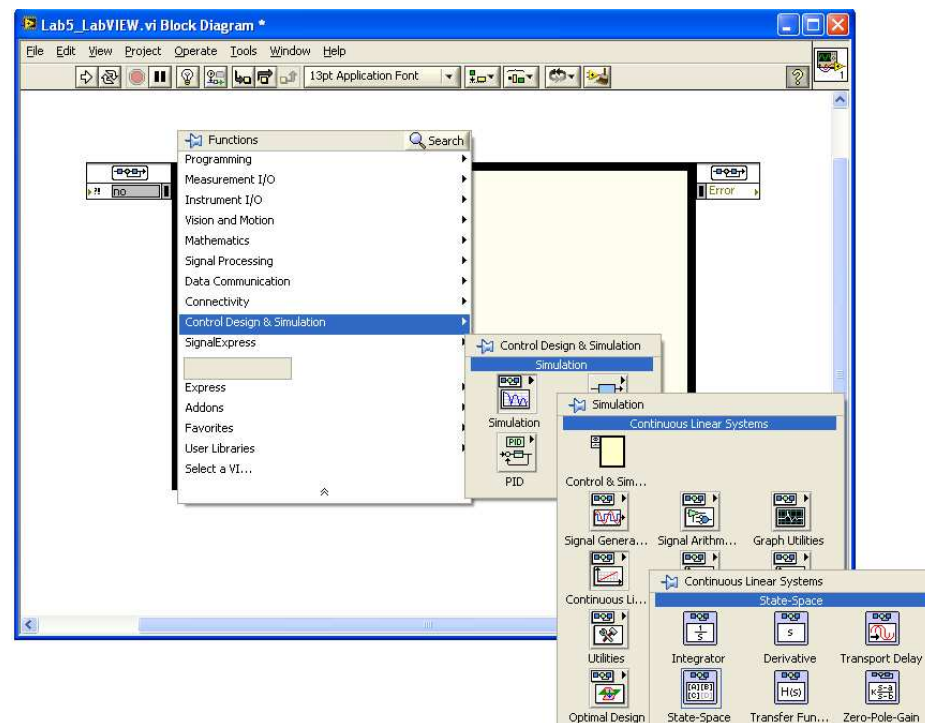 Lab5_LabVIEW.vi Block Diagram *
File Edit View Project Operate Tools Window Help
13pt Application Font
?
1
Functions
Search
Programming
Measurement I/O
Instrument I/O
Vision and Motion
Mathematics
Signal Processing
Data Communication
Connectivity
Control Design & Simulation
SignalExpress
Express
Addons
Favorites
User Libraries
Select a VI...
?! no
Error
Control Design & Simulation
Simulation
Simulation
PID
PID
Simulation
Continuous Linear Systems
Control & Sim...
Signal Genera... Signal Arithm... Graph Utilities
Continuous Li...
Utilities
Optimal Design
Continuous Linear Systems
State-Space
1/s s
Integrator Derivative Transport Delay
[A][B] H(s)
State-Space Transfer Fun... Zero-Pole-Gain